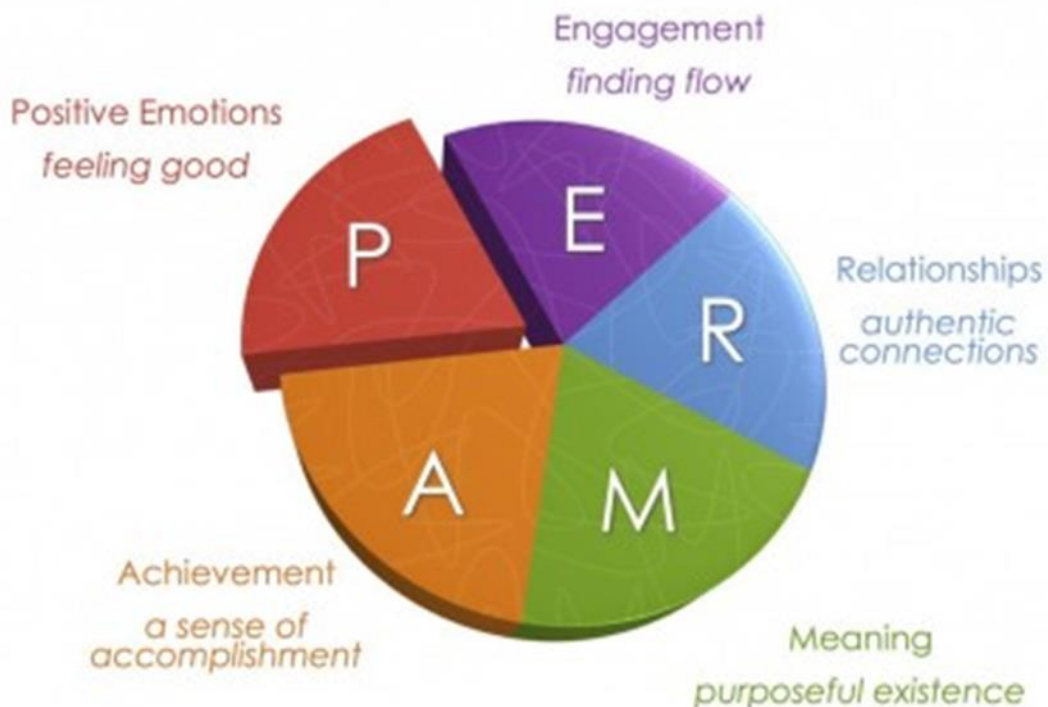 Engagement
finding flow
Positive Emotions
feeling good
P
E
R
Relationships
authentic
connections
A
M
Achievement
a sense of
accomplishment
Meaning
purposeful existence